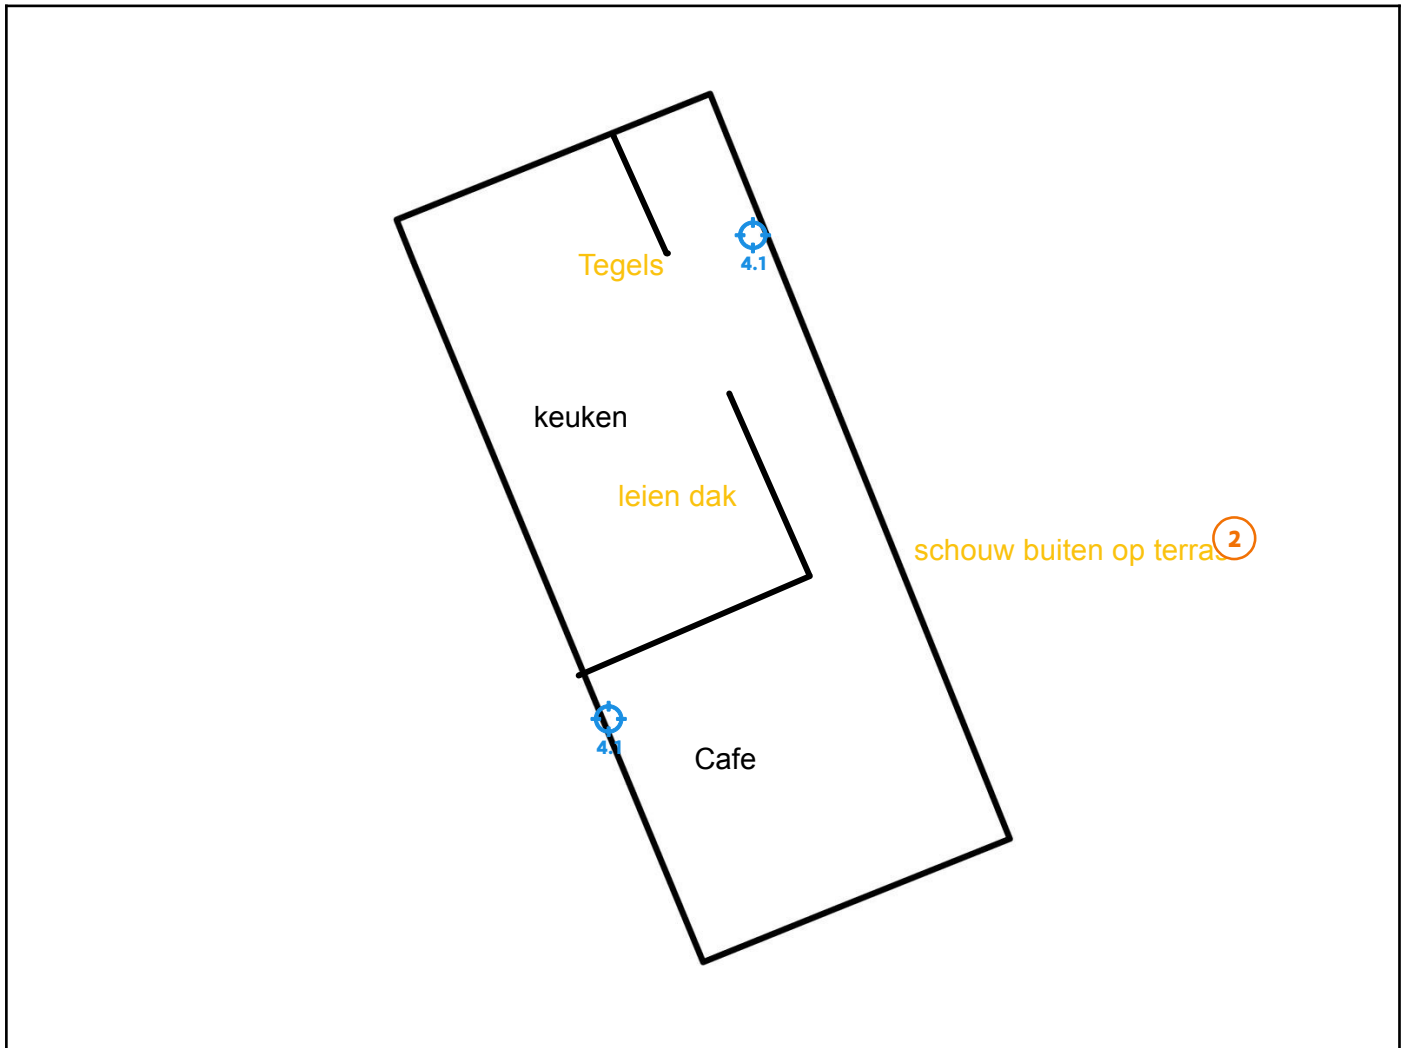 4.1
Tegels
keuken
leien dak
schouw buiten op terras
2
4.1
Cafe